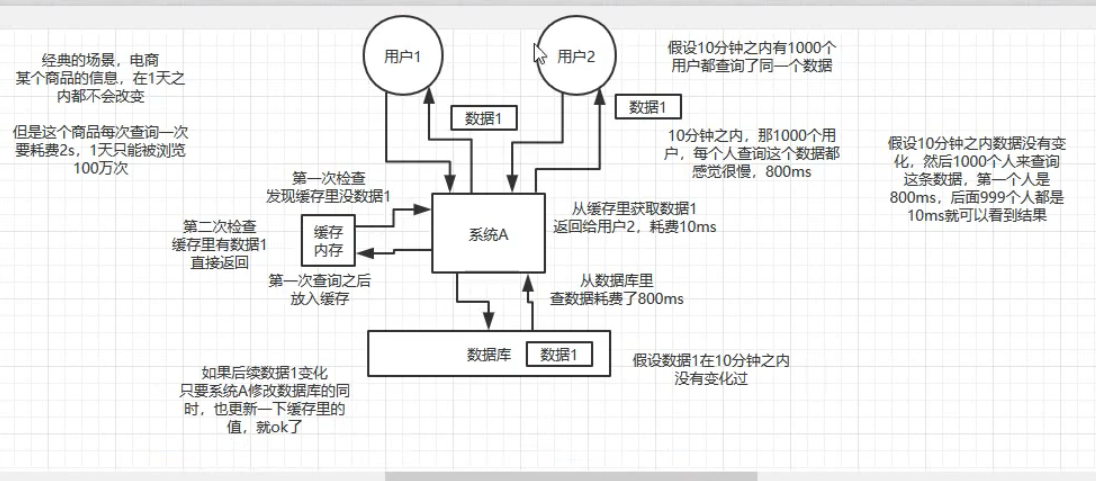 经典的场景，电商
某个商品的信息，在1天之
内都不会改变
但是这个商品每次查询一次
要耗费2s，1天只能被浏览
100万次
用户1
用户2
假设10分钟之内有1000个
用户都查询了同一个数据
数据1
数据1
10分钟之内，那1000个用
户，每个人查询这个数据都
感觉很慢，800ms
假设10分钟之内数据没有变
化，然后1000个人来查询
这条数据，第一个人是
800ms，后面999个人都是
10ms就可以看到结果
第一次检查
发现缓存里没数据1
第二次检查
缓存里有数据1
直接返回
缓存
内存
系统A
从缓存里获取数据1
返回给用户2，耗费10ms
第一次查询之后
放入缓存
从数据库里
查数据耗费了800ms
数据库
数据1
假设数据1在10分钟之内
没有变化过
如果后续数据1变化
只要系统A修改数据库的同
时，也更新一下缓存里的
值，就ok了